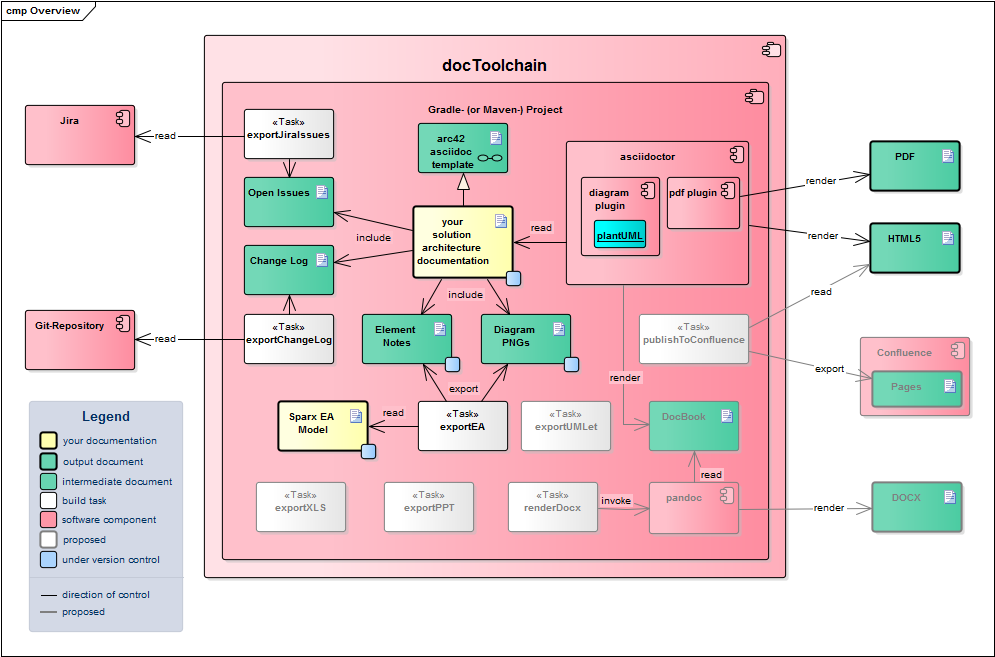 cmp Overview
docToolchain
Gradle- (or Maven-) Project
Jira
read
«Task»
exportJiraIssues
Open Issues
include
Change Log
Git-Repository
read
«Task»
exportChangeLog
arc42
asciidoc
template
your
solution
architecture
documentation
include
read
asciidoctor
diagram
plugin
plantUML
pdf plugin
render
PDF
render
HTML5
read
«Task»
publishToConfluence
export
Confluence
Pages
Element
Notes
Diagram
PNGs
export
Sparx EA
Model
read
«Task»
exportEA
«Task»
exportUMLet
render
DocBook
read
«Task»
exportXLS
«Task»
exportPPT
«Task»
renderDocx
invoke
pandoc
render
DOCX
Legend
your documentation
output document
intermediate document
build task
software component
proposed
under version control
direction of control
proposed